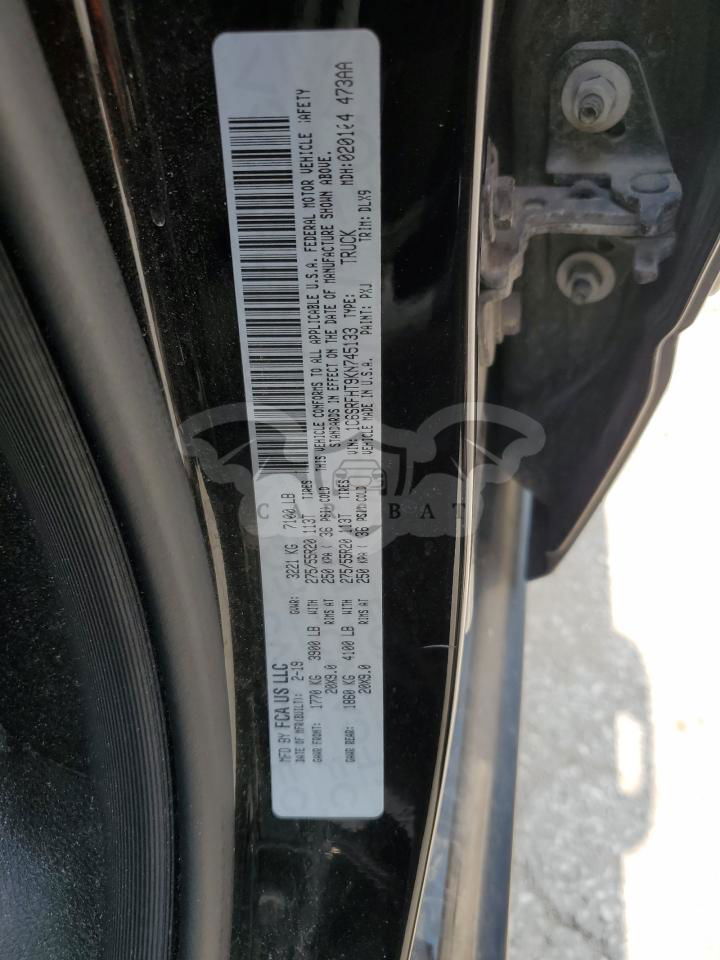 MFD BY FCA US LLC
DATE OF MFR(BUILT): 2-19 GVWR: 3221 KG 7100 LB
GAWR FRONT: 1770 KG 3900 LB WITH 275/55R20 113T TIRES THIS VEHICLE CONFORMS TO ALL APPLICABLE U.S.A. FEDERAL MOTOR VEHICLE SAFETY
20X9.0 RIMS AT 250 KPA ( 36 PSI) COLD STANDARDS IN EFFECT ON THE DATE OF MANUFACTURE SHOWN ABOVE.
GAWR REAR: 1860 KG 4100 LB WITH 275/55R20 113T TIRES VIN: 1C6SRFHT9KN745133 TYPE: TRUCK MDH: 473AA
20X9.0 RIMS AT 250 KPA ( 36 PSI) COLD VEHICLE MADE IN U.S.A. PAINT: PXJ TRIM: DLX9
CARBAT